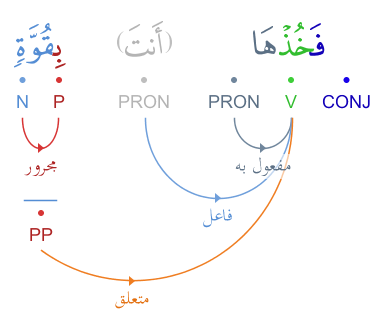 فَخُذْهَا (أَنتَ) بِقُوَّةٍ
CONJ V PRON PRON P N
مفعول به مجرور
فاعل
PP
متعلق